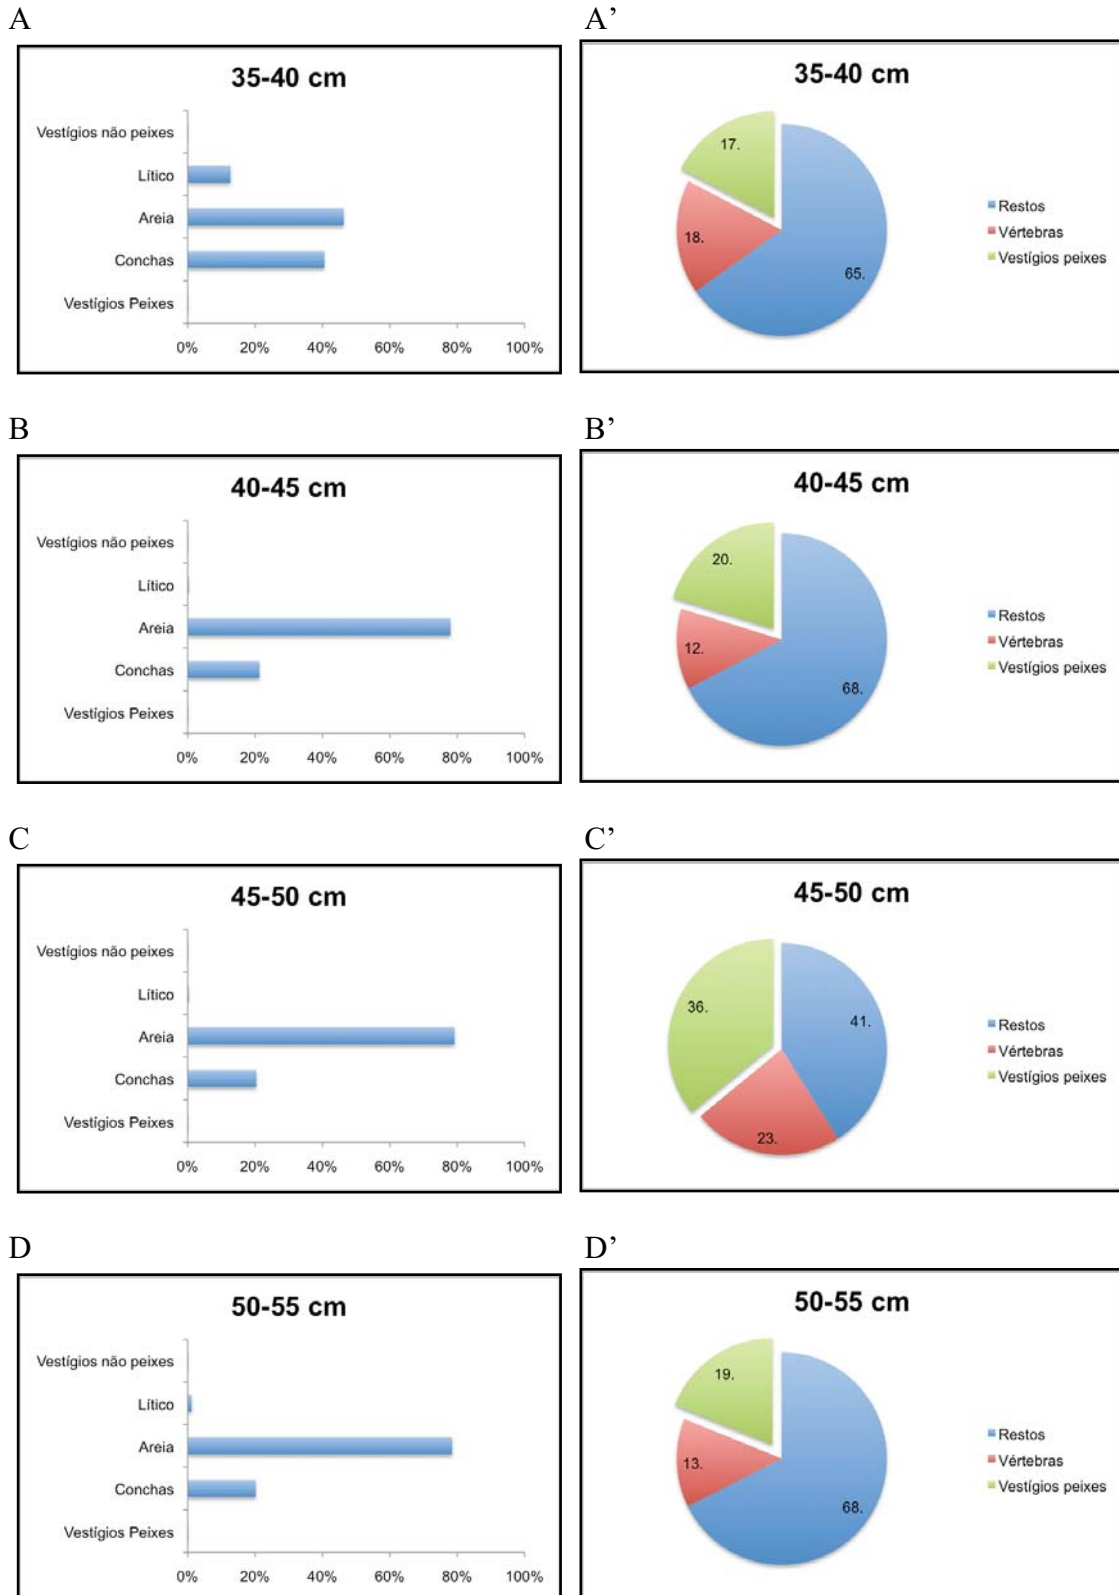 A
35-40 cm
Vestígios não peixes
Lítico
Areia
Conchas
Vestígios Peixes
0% 20% 40% 60% 80% 100%
A’
35-40 cm
17.
18.
65.
Restos
Vértebras
Vestígios peixes
B
40-45 cm
Vestígios não peixes
Lítico
Areia
Conchas
Vestígios Peixes
0% 20% 40% 60% 80% 100%
B’
40-45 cm
20.
12.
68.
Restos
Vértebras
Vestígios peixes
C
45-50 cm
Vestígios não peixes
Lítico
Areia
Conchas
Vestígios Peixes
0% 20% 40% 60% 80% 100%
C’
45-50 cm
36.
41.
23.
Restos
Vértebras
Vestígios peixes
D
50-55 cm
Vestígios não peixes
Lítico
Areia
Conchas
Vestígios Peixes
0% 20% 40% 60% 80% 100%
D’
50-55 cm
19.
13.
68.
Restos
Vértebras
Vestígios peixes